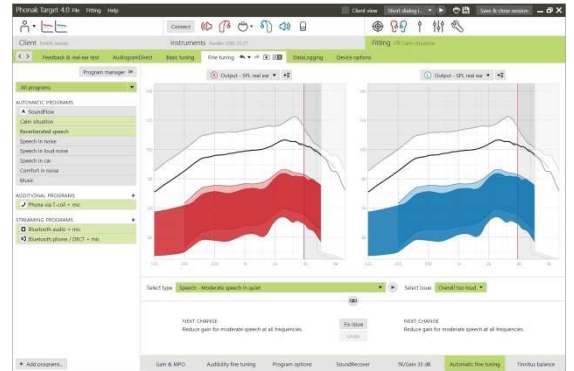 Phonak Target 4.0 File Fitting Help
Client view
Short dialog i...
Save & close session
Connect
Client
Instruments
Fitting
Feedback & real ear test
AudiogramDirect
Basic tuning
Fine tuning
DataLogging
Device options
Program manager
All programs
AUTOMATIC PROGRAMS
SoundFlow
Calm situation
Reverberated speech
Speech in noise
Speech in loud noise
Speech in car
Comfort in noise
Music
ADDITIONAL PROGRAMS +
Phone via T-coil + mic
STREAMING PROGRAMS +
Bluetooth audio + mic
Bluetooth phone / DECT + mic
+ Add programs...
R Output - SPL real ear
L Output - SPL real ear
Select type Speech - Moderate speech in quiet
Select issue Overall too loud
NEXT CHANGE
Reduce gain for moderate speech at all frequencies.
Fix issue
Undo
NEXT CHANGE
Reduce gain for moderate speech at all frequencies.
Gain & MPO
Audibility fine tuning
Program options
SoundRecover
TK/Gain 35 dB
Automatic fine tuning
Tinnitus balance